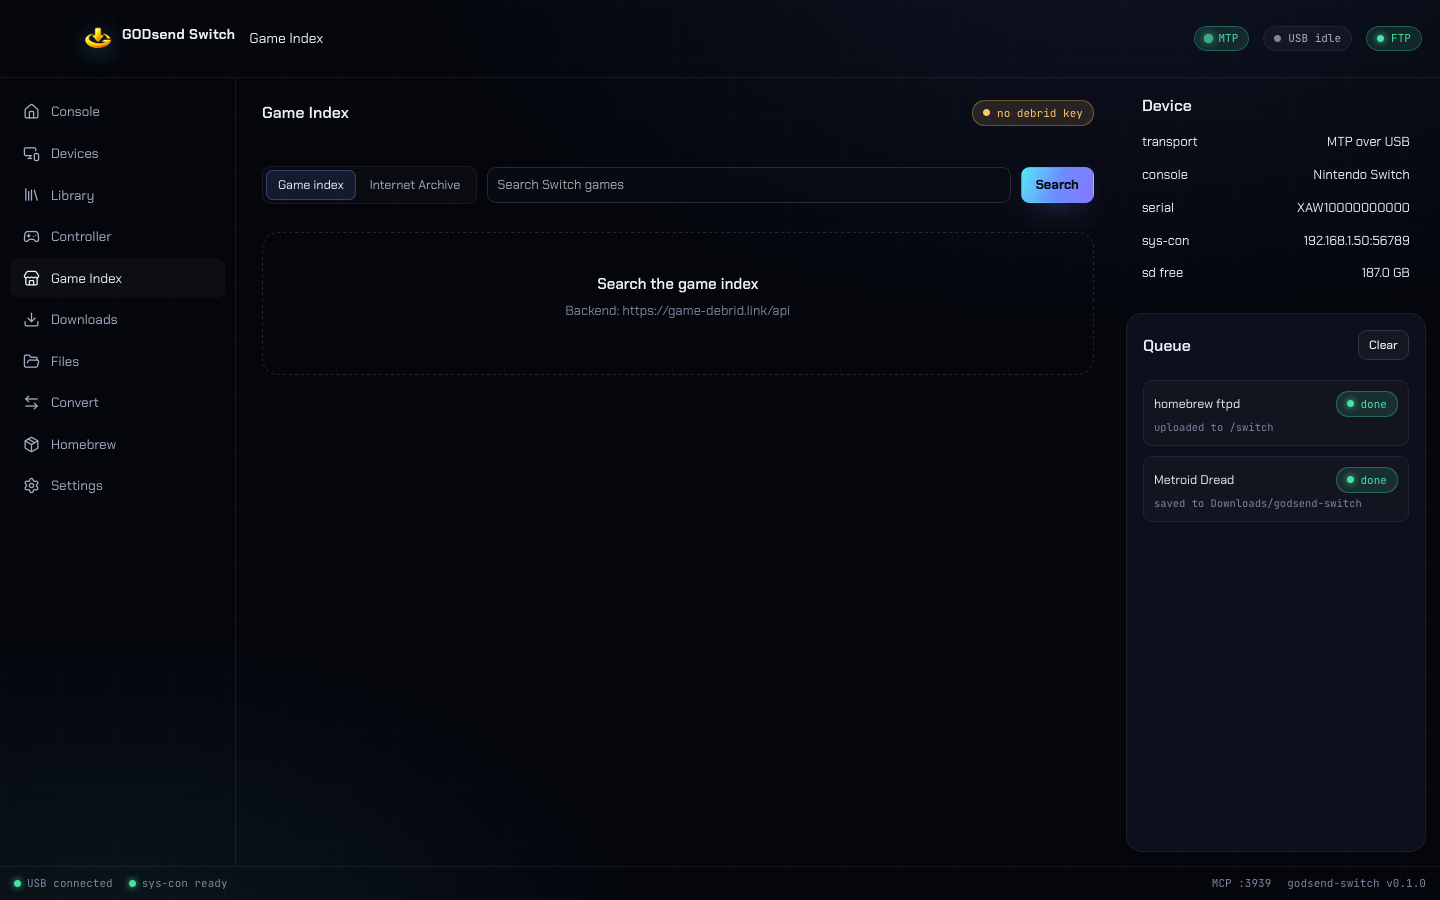 GODsend Switch
Game Index
MTP
USB idle
FTP
Console
Devices
Library
Controller
Game Index
Downloads
Files
Convert
Homebrew
Settings
Game Index
no debrid key
Game index
Internet Archive
Search Switch games
Search
Search the game index
Backend: https://game-debrid.link/api
Device
transport MTP over USB
console Nintendo Switch
serial XAW10000000000
sys-con 192.168.1.50:56789
sd free 187.0 GB
Queue
Clear
homebrew ftpd
done
uploaded to /switch
Metroid Dread
done
saved to Downloads/godsend-switch
USB connected
sys-con ready
MCP :3939
godsend-switch v0.1.0